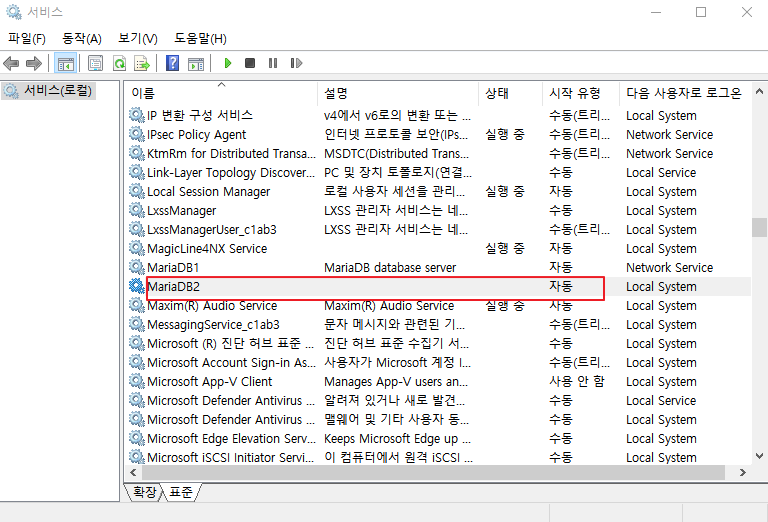 서비스
파일(F) 동작(A) 보기(V) 도움말(H)
서비스(로컬)
이름 설명 상태 시작 유형 다음 사용자로 로그온
IP 변환 구성 서비스 v4에서 v6로의 변환 또는 ... 수동(트리... Local System
IPsec Policy Agent 인터넷 프로토콜 보안(IPs... 실행 중 수동(트리... Network Service
KtmRm for Distributed Transa... MSDTC(Distributed Transa... 수동(트리... Network Service
Link-Layer Topology Discover... PC 및 장치 토폴로지(연결... 수동 Local Service
Local Session Manager 로컬 사용자 세션을 관리... 실행 중 자동 Local System
LxssManager LXSS 관리자 서비스는 네... 수동 Local System
LxssManagerUser_c1ab3 LXSS 관리자 서비스는 네... 수동(트리... Local System
MagicLine4NX Service 실행 중 자동 Local System
MariaDB1 MariaDB database server 자동 Network Service
MariaDB2 자동 Local System
Maxim(R) Audio Service Maxim(R) Audio Service 실행 중 자동 Local System
MessagingService_c1ab3 문자 메시지와 관련된 기... 수동(트리... Local System
Microsoft (R) 진단 허브 표준 ... 진단 허브 표준 수집기 서... 수동 Local System
Microsoft Account Sign-in As... 사용자가 Microsoft 계정 I... 수동(트리... Local System
Microsoft App-V Client Manages App-V users an... 사용 안 함 Local System
Microsoft Defender Antivirus ... 알려져 있거나 새로 발견... 수동 Local Service
Microsoft Defender Antivirus ... 맬웨어 및 기타 사용자 동... 수동 Local System
Microsoft Edge Elevation Serv... Keeps Microsoft Edge up ... 수동 Local System
Microsoft iSCSI Initiator Servi... 이 컴퓨터에서 원격 iSCSI ... 수동 Local System
확장 표준